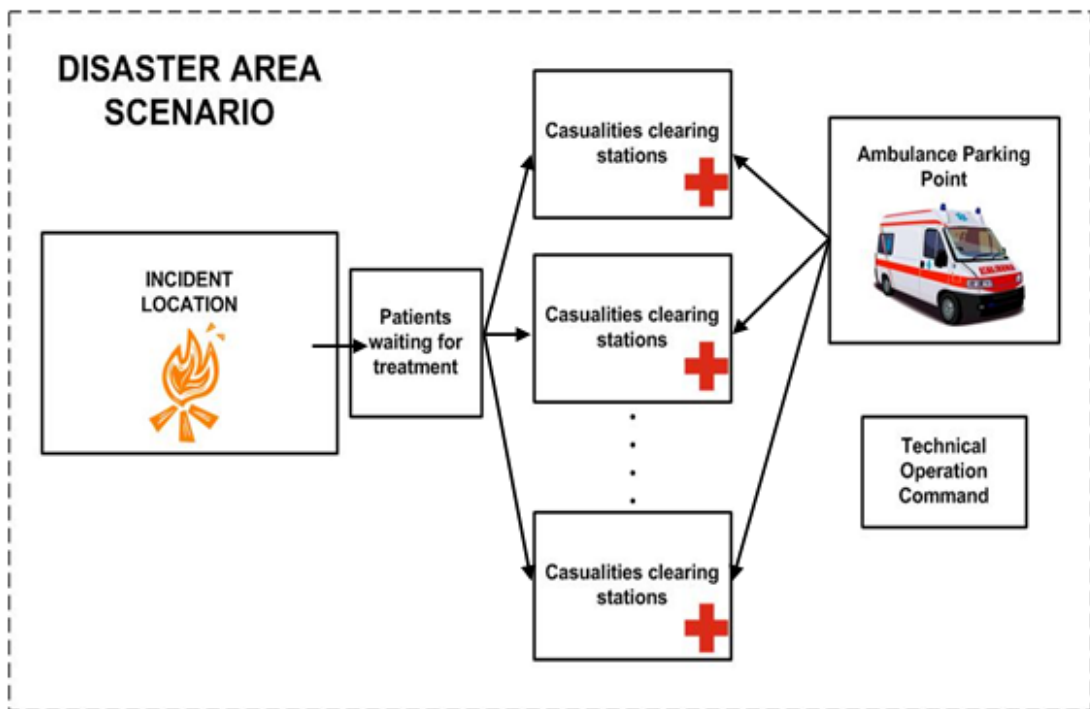 DISASTER AREA
SCENARIO
INCIDENT
LOCATION
Patients
waiting for
treatment
Casualities clearing
stations
Casualities clearing
stations
Casualities clearing
stations
Ambulance Parking
Point
Technical
Operation
Command